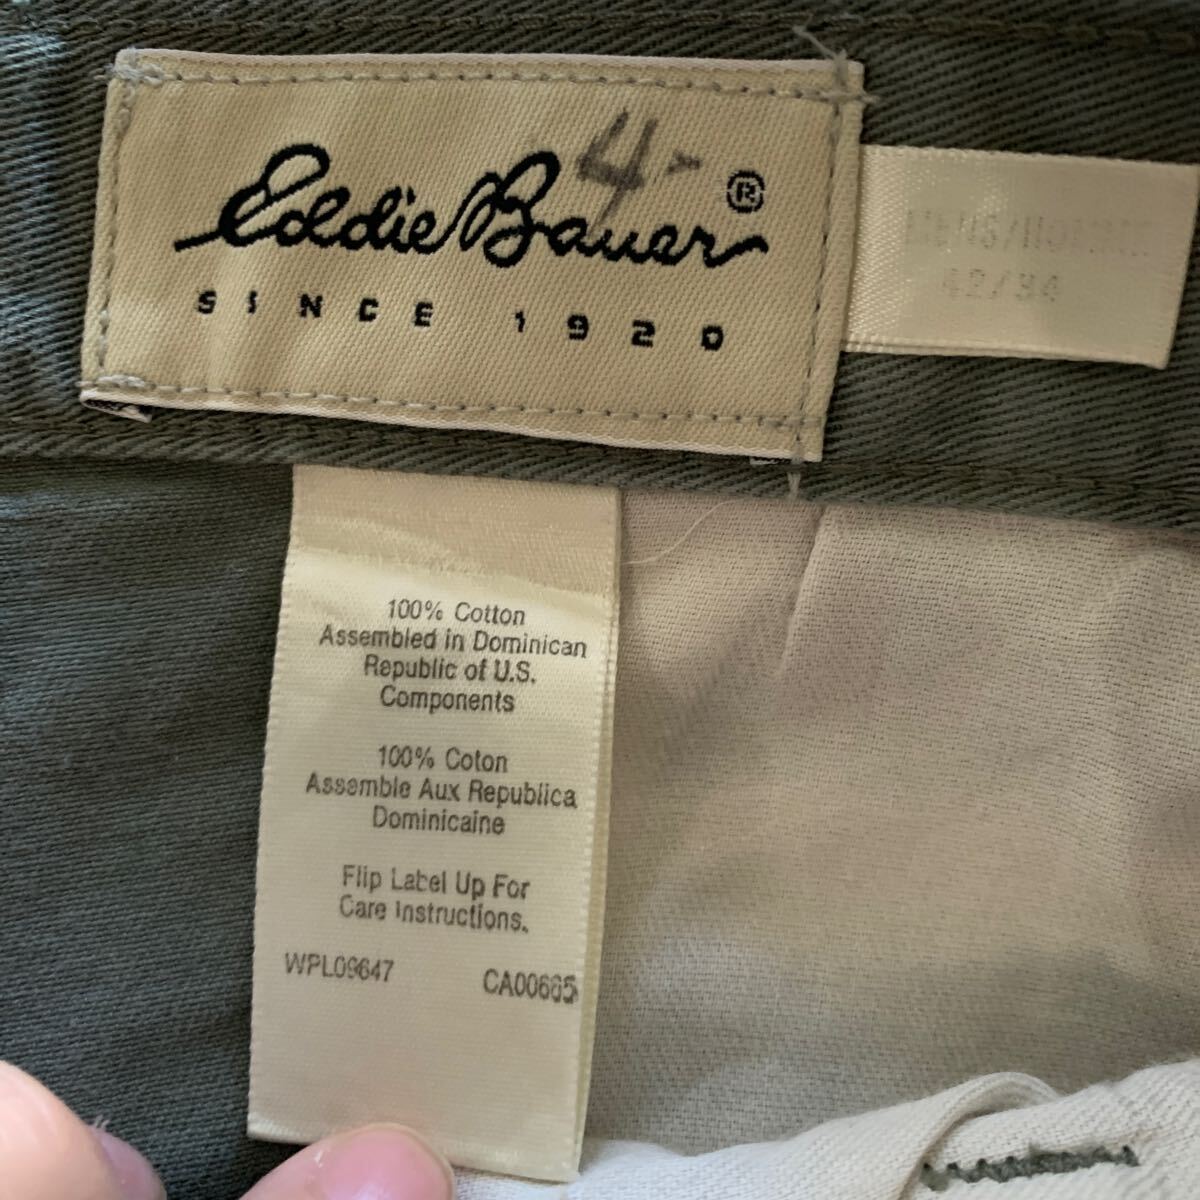 4-
Eddie Bauer ®
SINCE 1920
42/34
100% Cotton
Assembled in Dominican
Republic of U.S.
Components
100% Coton
Assemble Aux Republica
Dominicaine
Flip Label Up For
Care Instructions.
WPL09647 CA00665